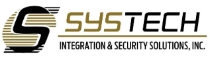 SYSTECH
INTEGRATION & SECURITY SOLUTIONS, INC.